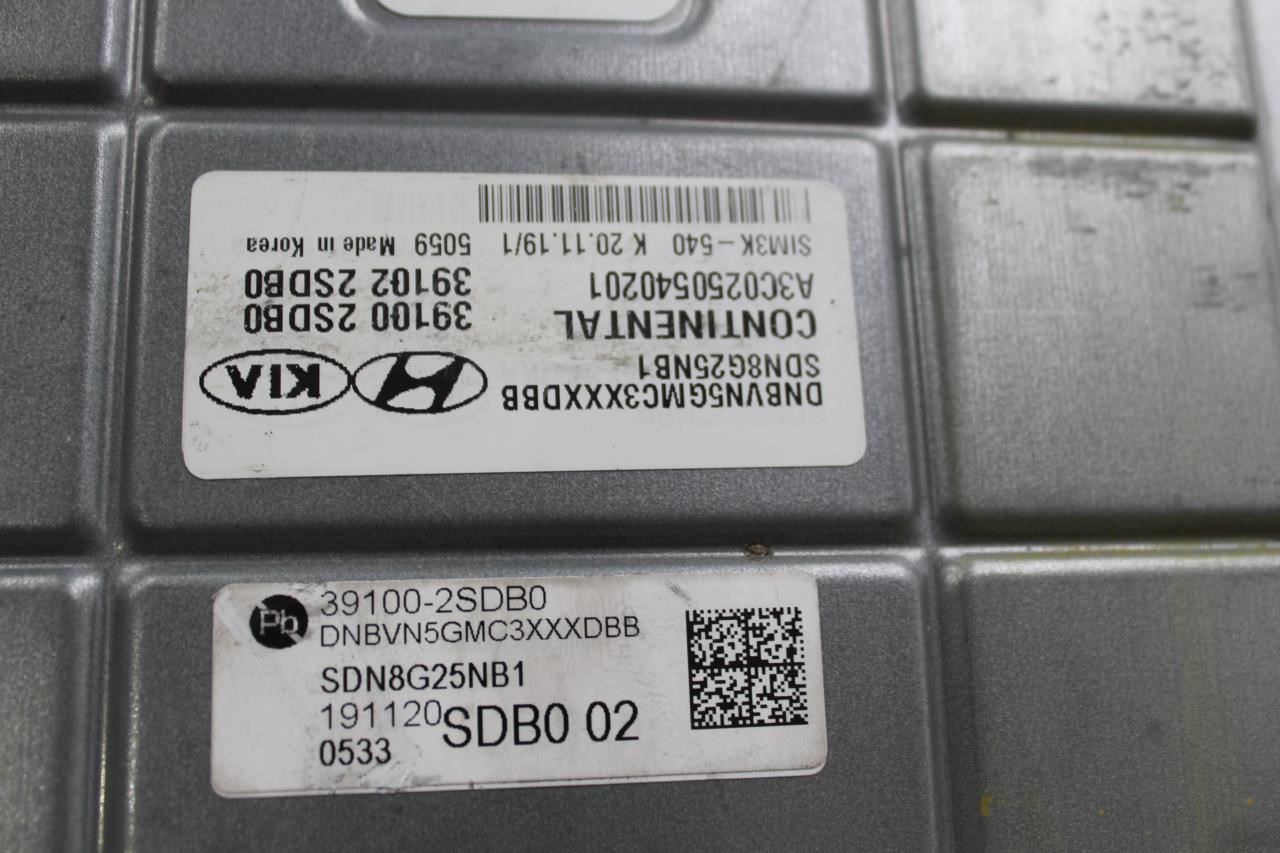 DNBVN5GMC3XXXDBB
SDN8G25NB1
CONTINENTAL
A3C0250540201
SIM3K-540 K 20.11.19/1 5059 Made in Korea
KIA
39100 2SDB0
39102 2SDB0
Pb
39100-2SDB0
DNBVN5GMC3XXXDBB
SDN8G25NB1
191120
SDB0 02
0533